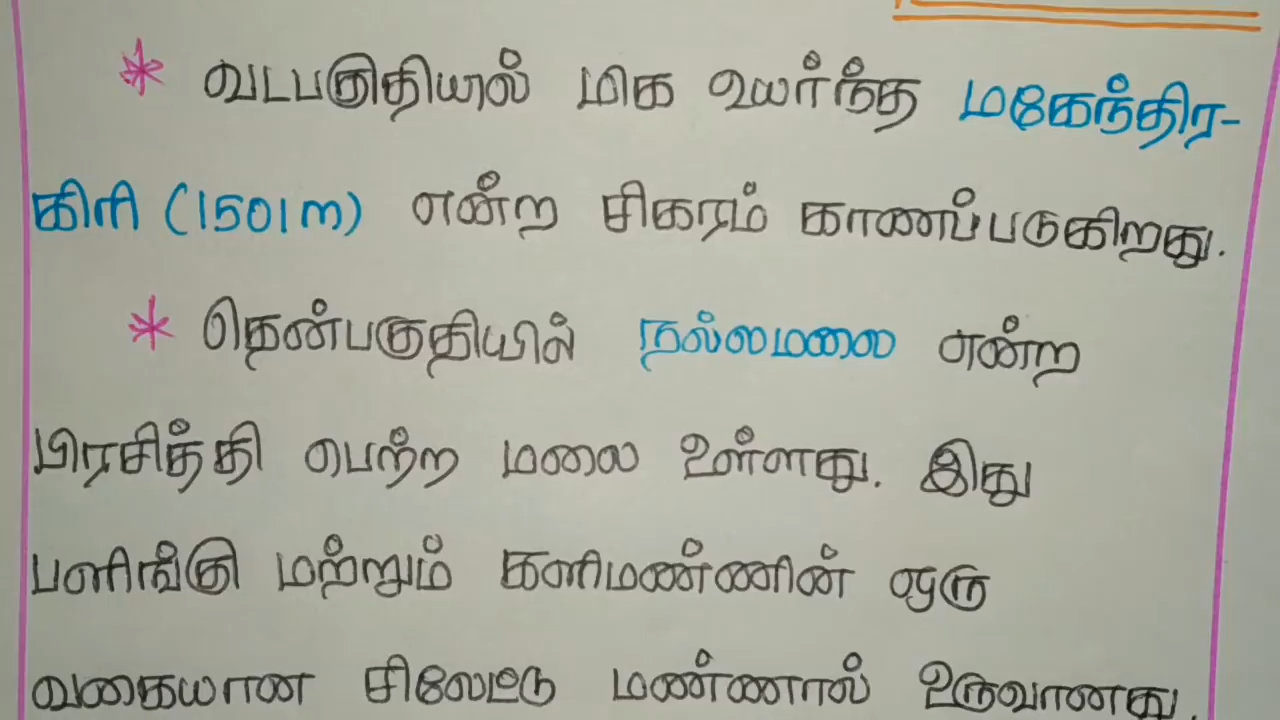 * வடபகுதியில் மிக உயர்ந்த மகேந்திர-
கிரி (1501m) என்ற சிகரம் காணப்படுகிறது.
* தென்பகுதியில் நல்லமலை என்ற
பிரசித்தி பெற்ற மலை உள்ளது. இது
பளிங்கு மற்றும் களிமண்ணின் ஒரு
வகையான சிலேட்டு மண்ணால் உருவானது.